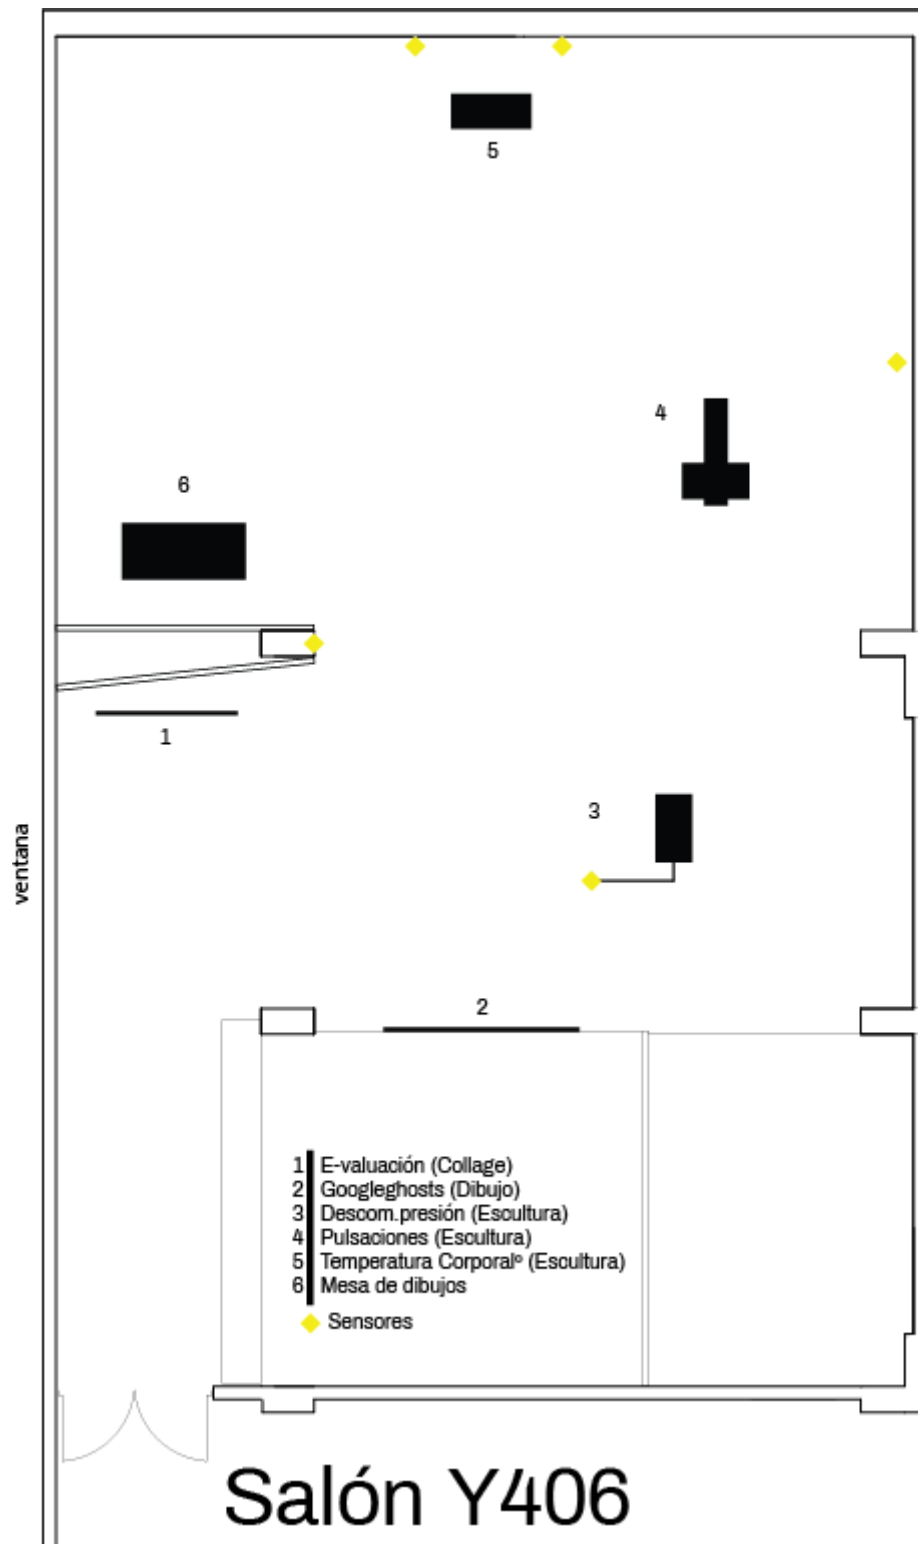 5
4
6
1
3
ventana
2
1 E-valuación (Collage)
2 Googleghosts (Dibujo)
3 Descom.presión (Escultura)
4 Pulsaciones (Escultura)
5 Temperatura Corporalº (Escultura)
6 Mesa de dibujos
Sensores
Salón Y406